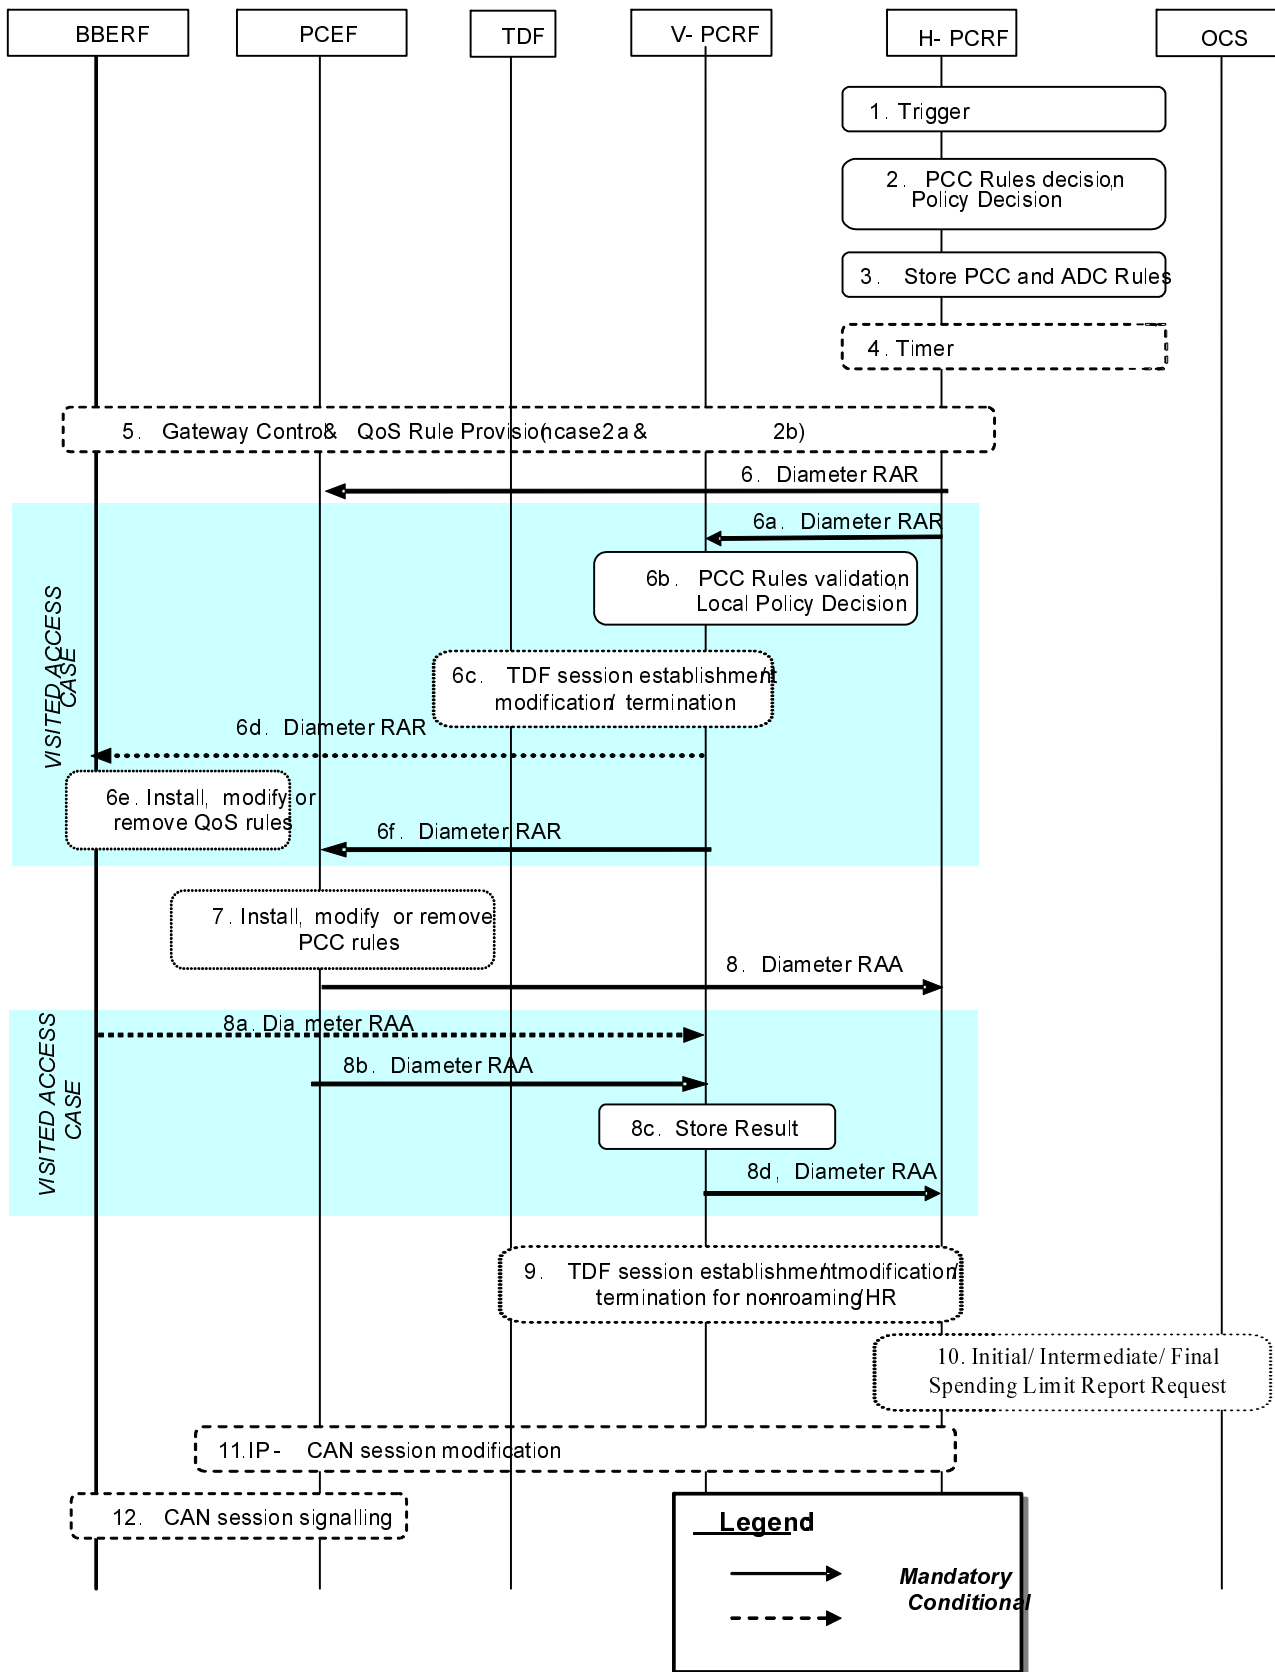 BBERF PCEF TDF V- PCRF H- PCRF OCS
1. Trigger
2. PCC Rules decision,
Policy Decision
3. Store PCC and ADC Rules
4. Timer
5. Gateway Control & QoS Rule Provision (case 2a & 2b)
6. Diameter RAR
6a. Diameter RAR
6b. PCC Rules validation,
Local Policy Decision
VISITED ACCESS
CASE
6c. TDF session establishment/
modification/ termination
6d. Diameter RAR
6e. Install, modify or
remove QoS rules
6f. Diameter RAR
7. Install, modify or remove
PCC rules
8. Diameter RAA
VISITED ACCESS
CASE
8a. Dia meter RAA
8b. Diameter RAA
8c. Store Result
8d, Diameter RAA
9. TDF session establishment/modification/
termination for non-roaming/HR
10. Initial/ Intermediate/ Final
Spending Limit Report Request
11. IP- CAN session modification
12. CAN session signalling
Legend
Mandatory
Conditional